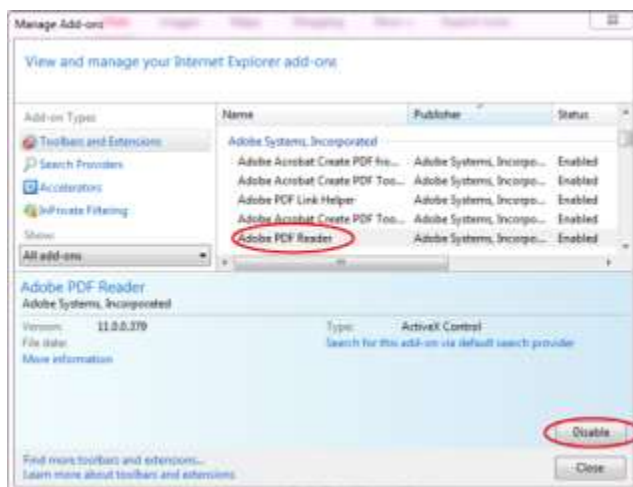 Manage Add-ons
View and manage your Internet Explorer add-ons
Add-on Types
Toolbars and Extensions
Search Providers
Accelerators
InPrivate Filtering
Show:
All add-ons
Name Publisher Status
Adobe Systems, Incorporated
Adobe Acrobat Create PDF fro... Adobe Systems, Incorpo... Enabled
Adobe Acrobat Create PDF Too... Adobe Systems, Incorpo... Enabled
Adobe PDF Link Helper Adobe Systems, Incorpo... Enabled
Adobe Acrobat Create PDF Too... Adobe Systems, Incorpo... Enabled
Adobe PDF Reader Adobe Systems, Incorpo... Enabled
Adobe PDF Reader
Adobe Systems, Incorporated
Version: 11.0.0.379 Type: ActiveX Control
File date: Search for this add-on via default search provider
More information
Disable
Find more toolbars and extensions...
Learn more about toolbars and extensions
Close